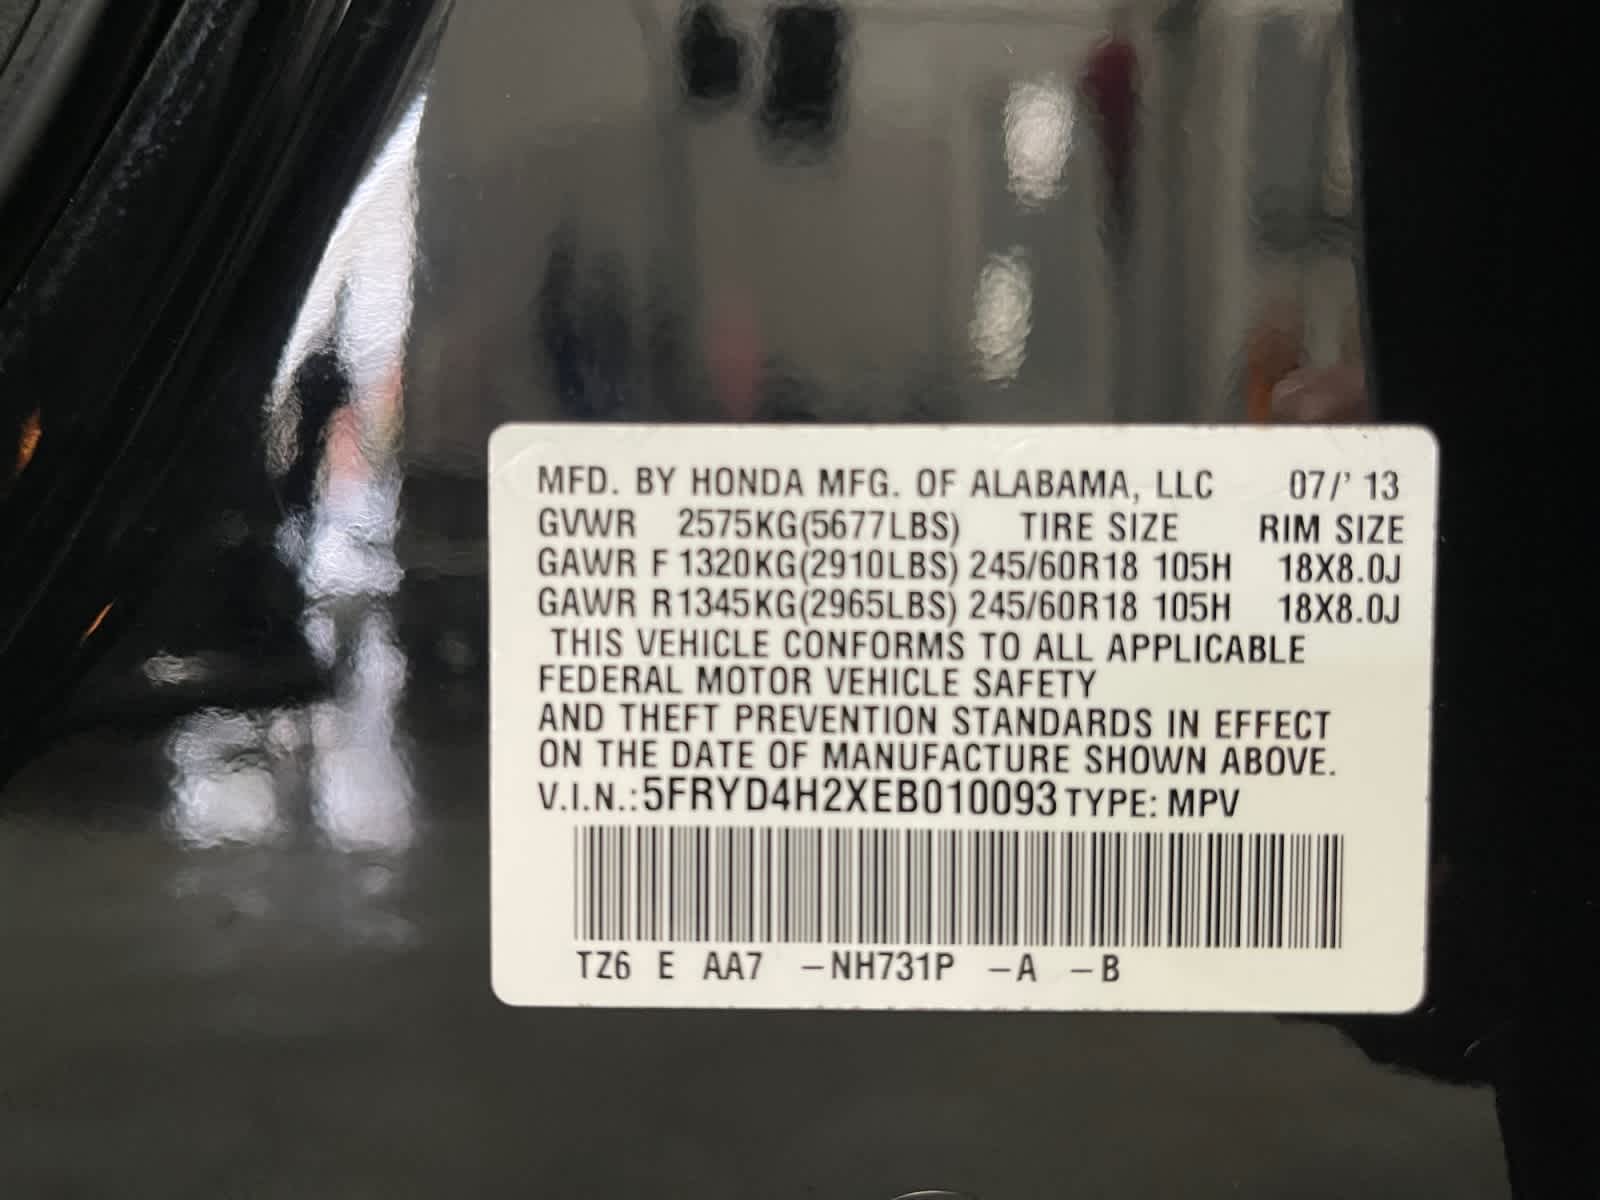 MFD. BY HONDA MFG. OF ALABAMA, LLC 07/' 13
GVWR 2575KG(5677LBS) TIRE SIZE RIM SIZE
GAWR F 1320KG(2910LBS) 245/60R18 105H 18X8.0J
GAWR R 1345KG(2965LBS) 245/60R18 105H 18X8.0J
THIS VEHICLE CONFORMS TO ALL APPLICABLE
FEDERAL MOTOR VEHICLE SAFETY
AND THEFT PREVENTION STANDARDS IN EFFECT
ON THE DATE OF MANUFACTURE SHOWN ABOVE.
V.I.N.: 5FRYD4H2XEB010093 TYPE: MPV
TZ6 E AA7 -NH731P -A -B